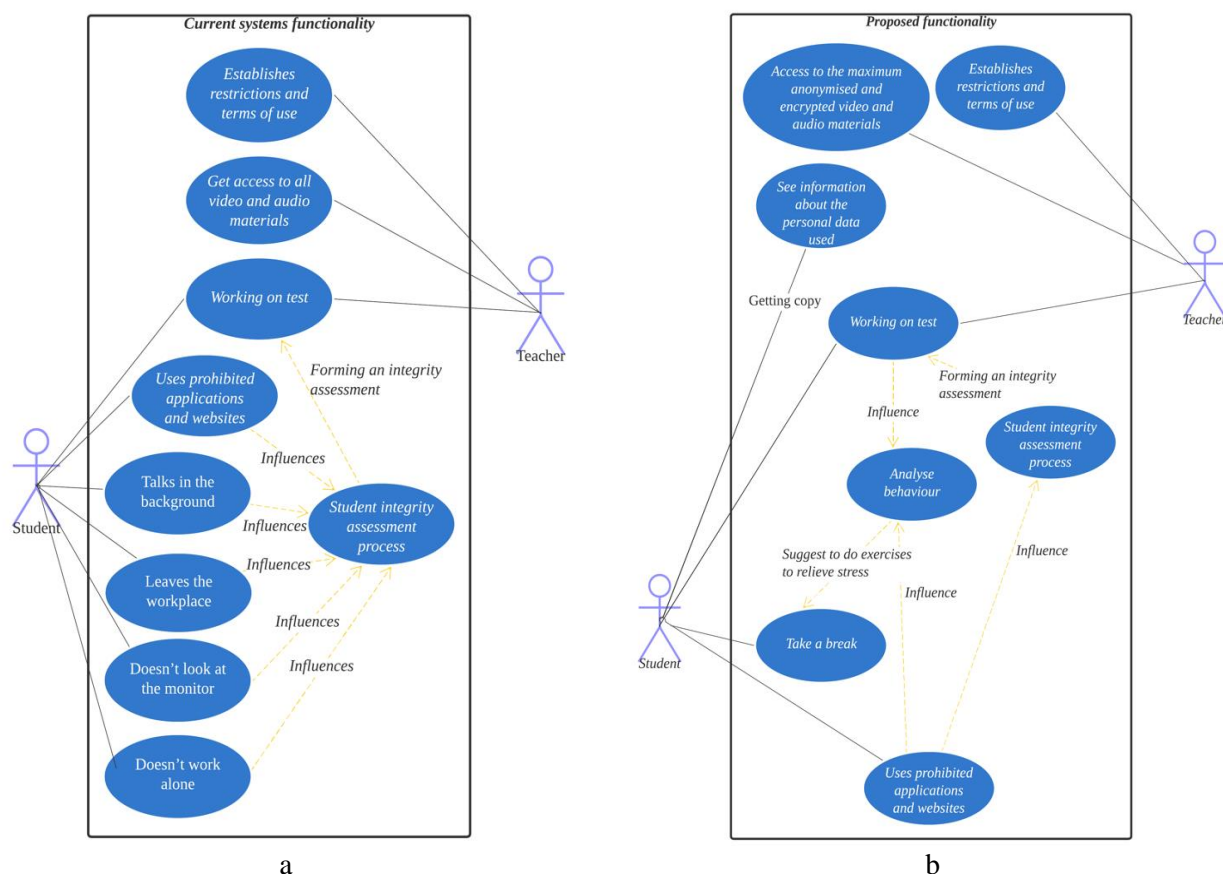 Current systems functionality
Establishes
restrictions and
terms of use
Get access to all
video and audio
materials
Working on test
Teacher
Forming an integrity
assessment
Uses prohibited
applications
and websites
Influences
Student
Talks in the
background
Influences
Student integrity
assessment
process
Leaves the
workplace
Influences
Doesn't look at
the monitor
Influences
Influences
Doesn't work
alone
a
Proposed functionality
Access to the maximum
anonymised and
encrypted video and
audio materials
Establishes
restrictions and
terms of use
See information
about the
personal data
used
Getting copy
Working on test
Teacher
Forming an integrity
assessment
Influence
Student integrity
assessment
process
Analyse
behaviour
Suggest to do exercises
to relieve stress
Influence
Influence
Student
Take a break
Uses prohibited
applications
and websites
b